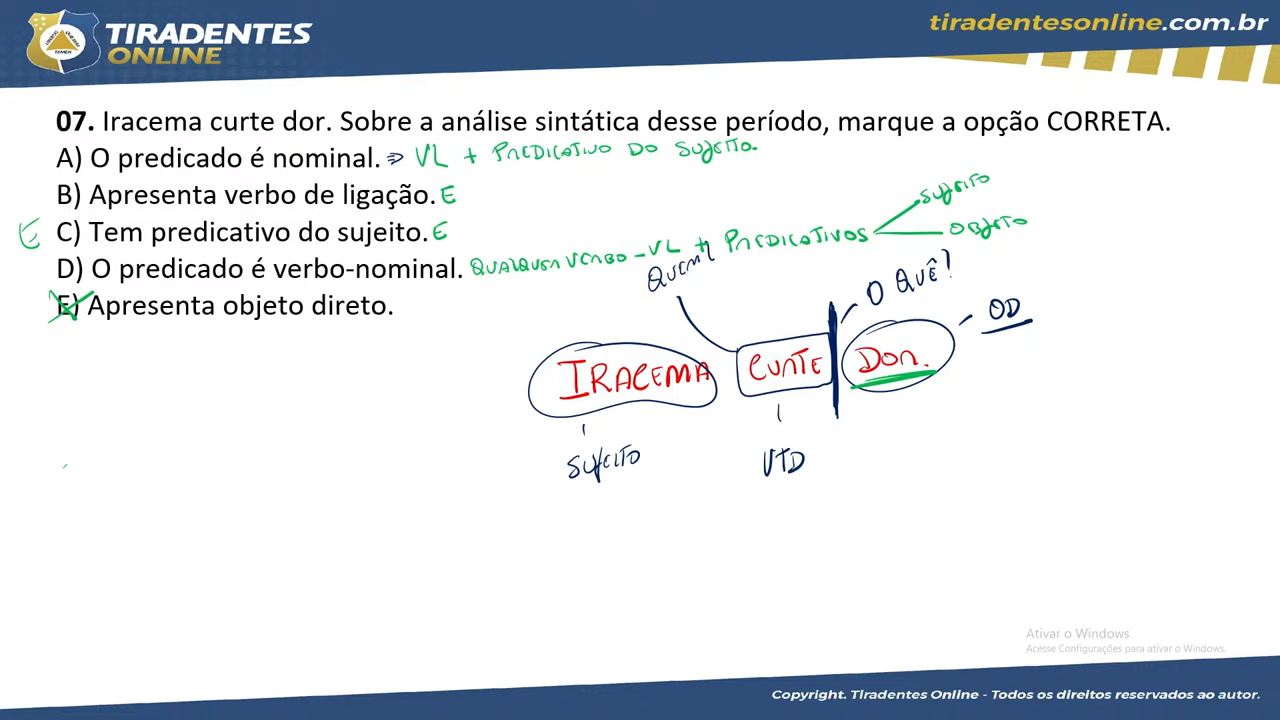 TIRADENTES
ONLINE
tiradentesonline.com.br
07. Iracema curte dor. Sobre a análise sintática desse período, marque a opção CORRETA.
A) O predicado é nominal. ⇒ VL + PREDICATIVO DO SUJEITO.
B) Apresenta verbo de ligação. E
E C) Tem predicativo do sujeito. E
D) O predicado é verbo-nominal. QUALQUER VERBO - VL + PREDICATIVOS
SUJEITO
OBJETO
E) Apresenta objeto direto.
QUEM?
O QUÊ?
OD
IRACEMA CURTE DOR.
SUJEITO
VTD
Ativar o Windows
Acesse Configurações para ativar o Windows.
Copyright. Tiradentes Online - Todos os direitos reservados ao autor.